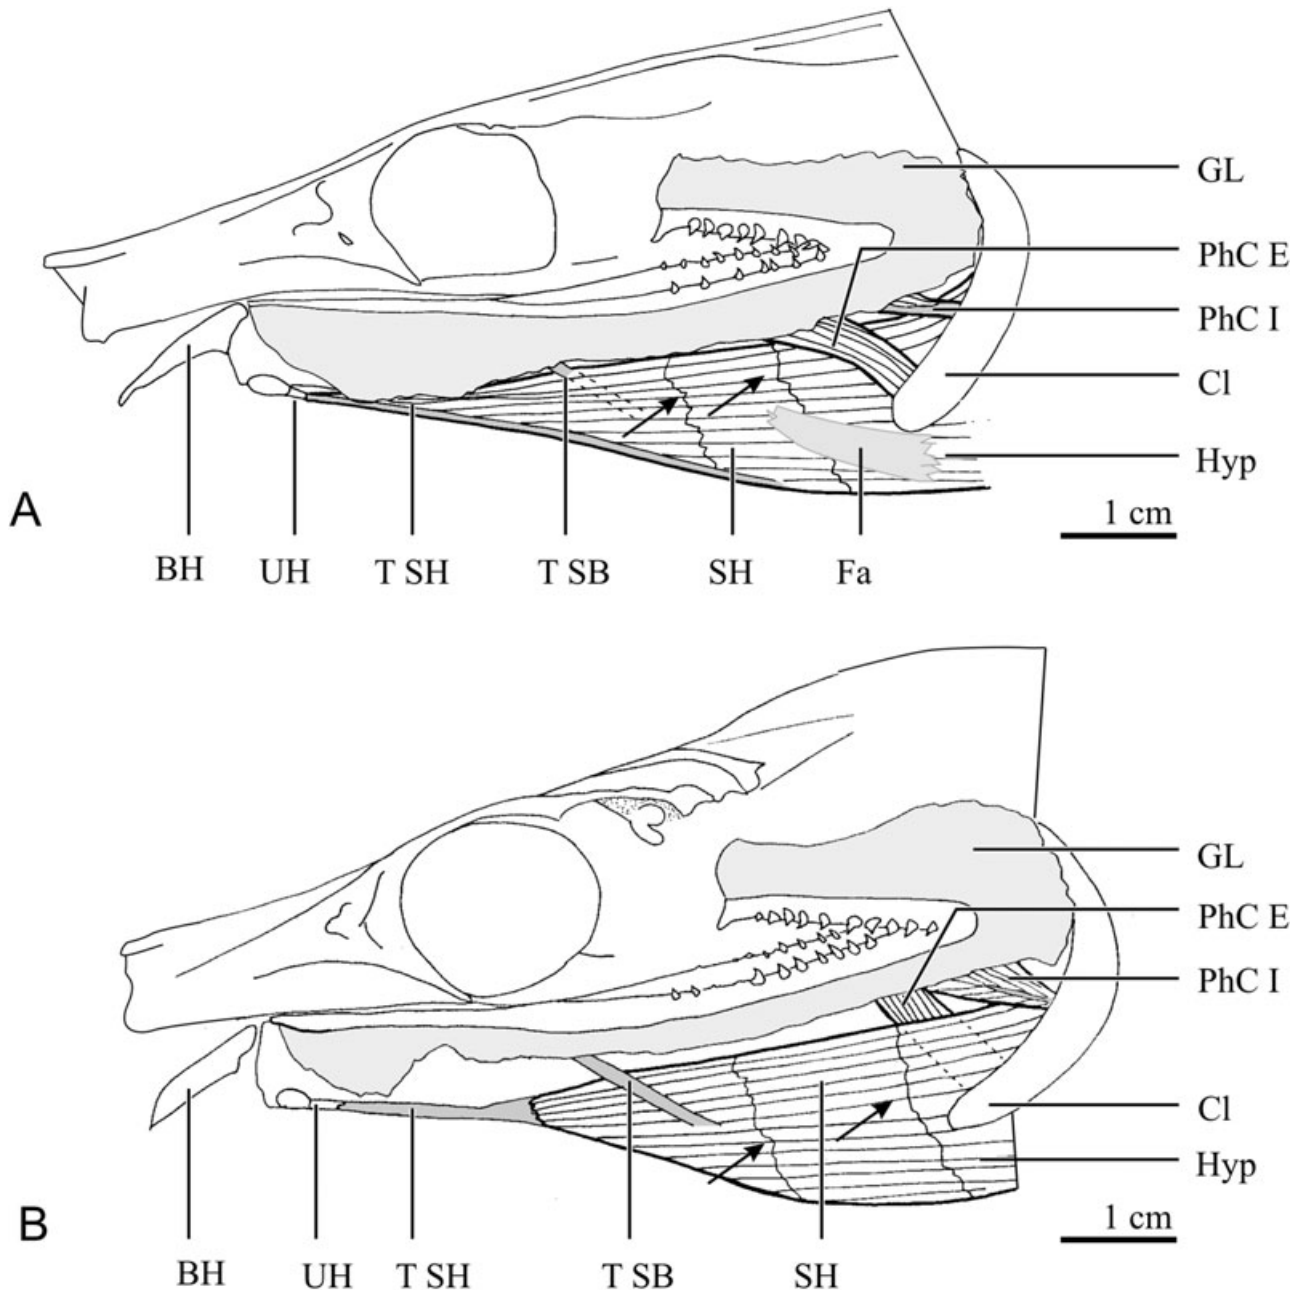 GL
PhC E
PhC I
Cl
Hyp
A
1 cm
BH UH T SH T SB SH Fa
GL
PhC E
PhC I
Cl
Hyp
B
1 cm
BH UH T SH T SB SH